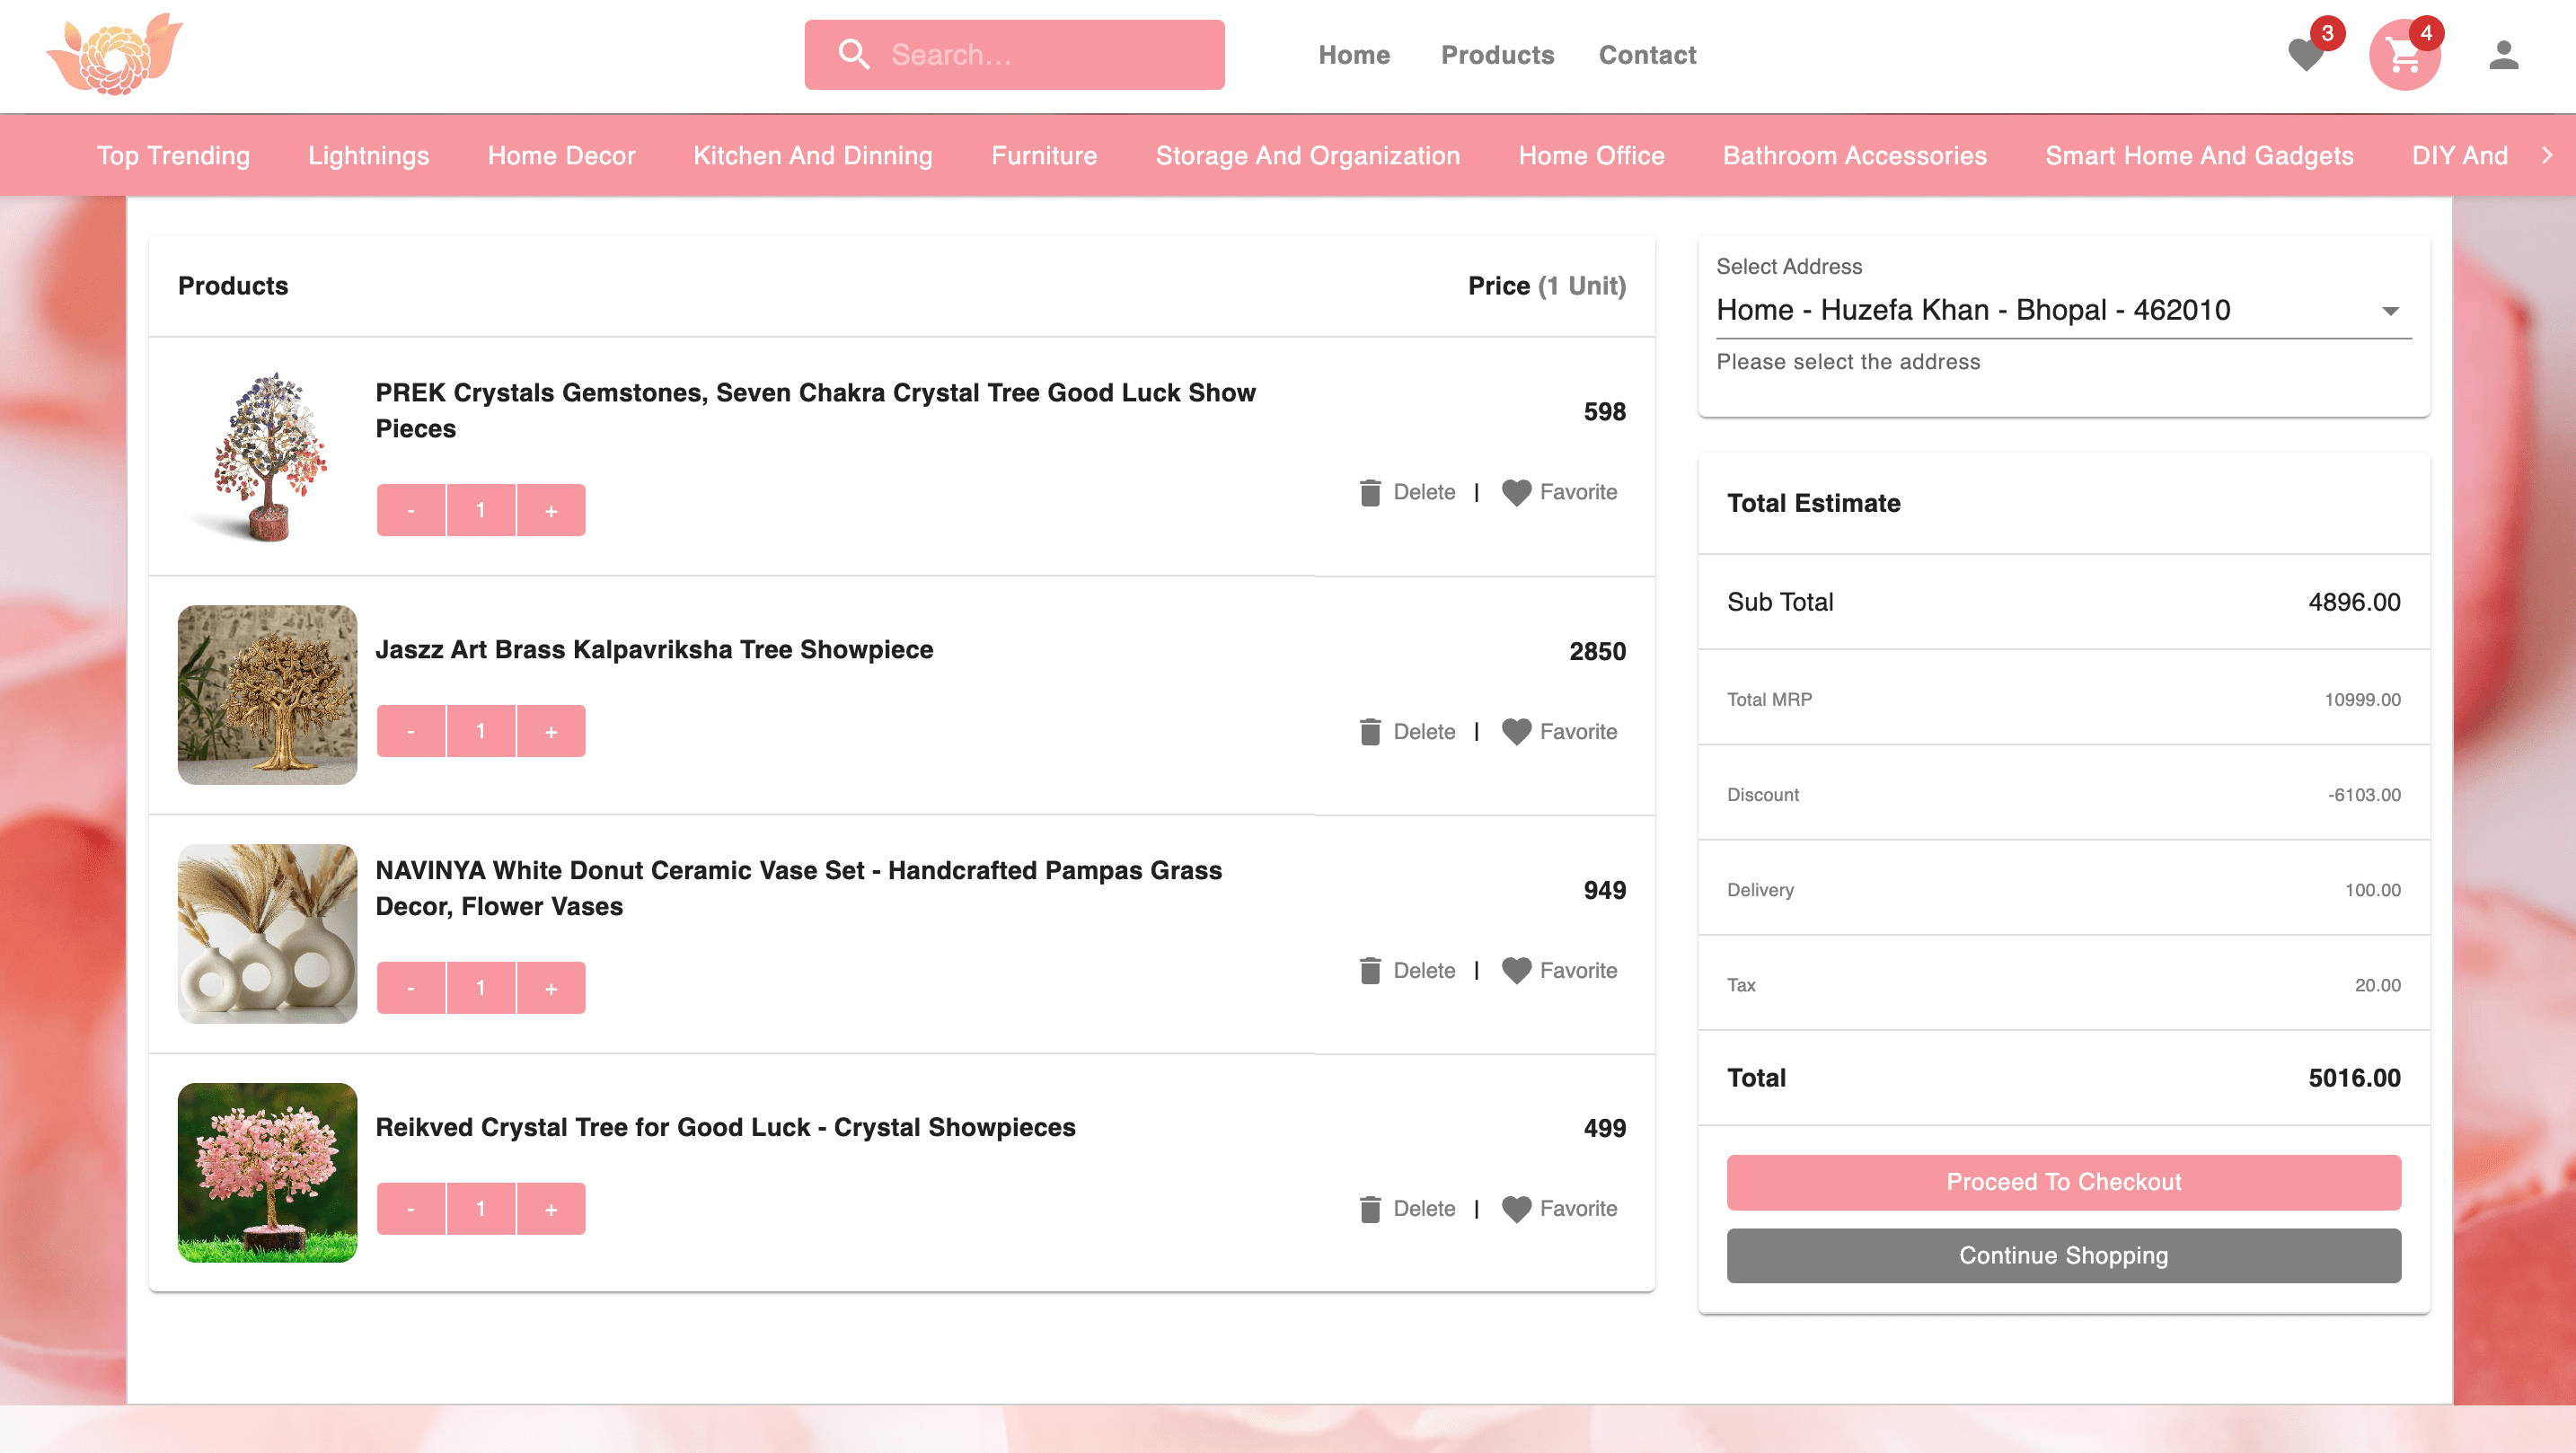 Search...
Home
Products
Contact
3
4
Top Trending
Lightnings
Home Decor
Kitchen And Dinning
Furniture
Storage And Organization
Home Office
Bathroom Accessories
Smart Home And Gadgets
DIY And
Products
Price (1 Unit)
PREK Crystals Gemstones, Seven Chakra Crystal Tree Good Luck Show
Pieces
598
- 1 +
Delete | Favorite
Jaszz Art Brass Kalpavriksha Tree Showpiece
2850
- 1 +
Delete | Favorite
NAVINYA White Donut Ceramic Vase Set - Handcrafted Pampas Grass
Decor, Flower Vases
949
- 1 +
Delete | Favorite
Reikved Crystal Tree for Good Luck - Crystal Showpieces
499
- 1 +
Delete | Favorite
Select Address
Home - Huzefa Khan - Bhopal - 462010
Please select the address
Total Estimate
Sub Total 4896.00
Total MRP 10999.00
Discount -6103.00
Delivery 100.00
Tax 20.00
Total 5016.00
Proceed To Checkout
Continue Shopping